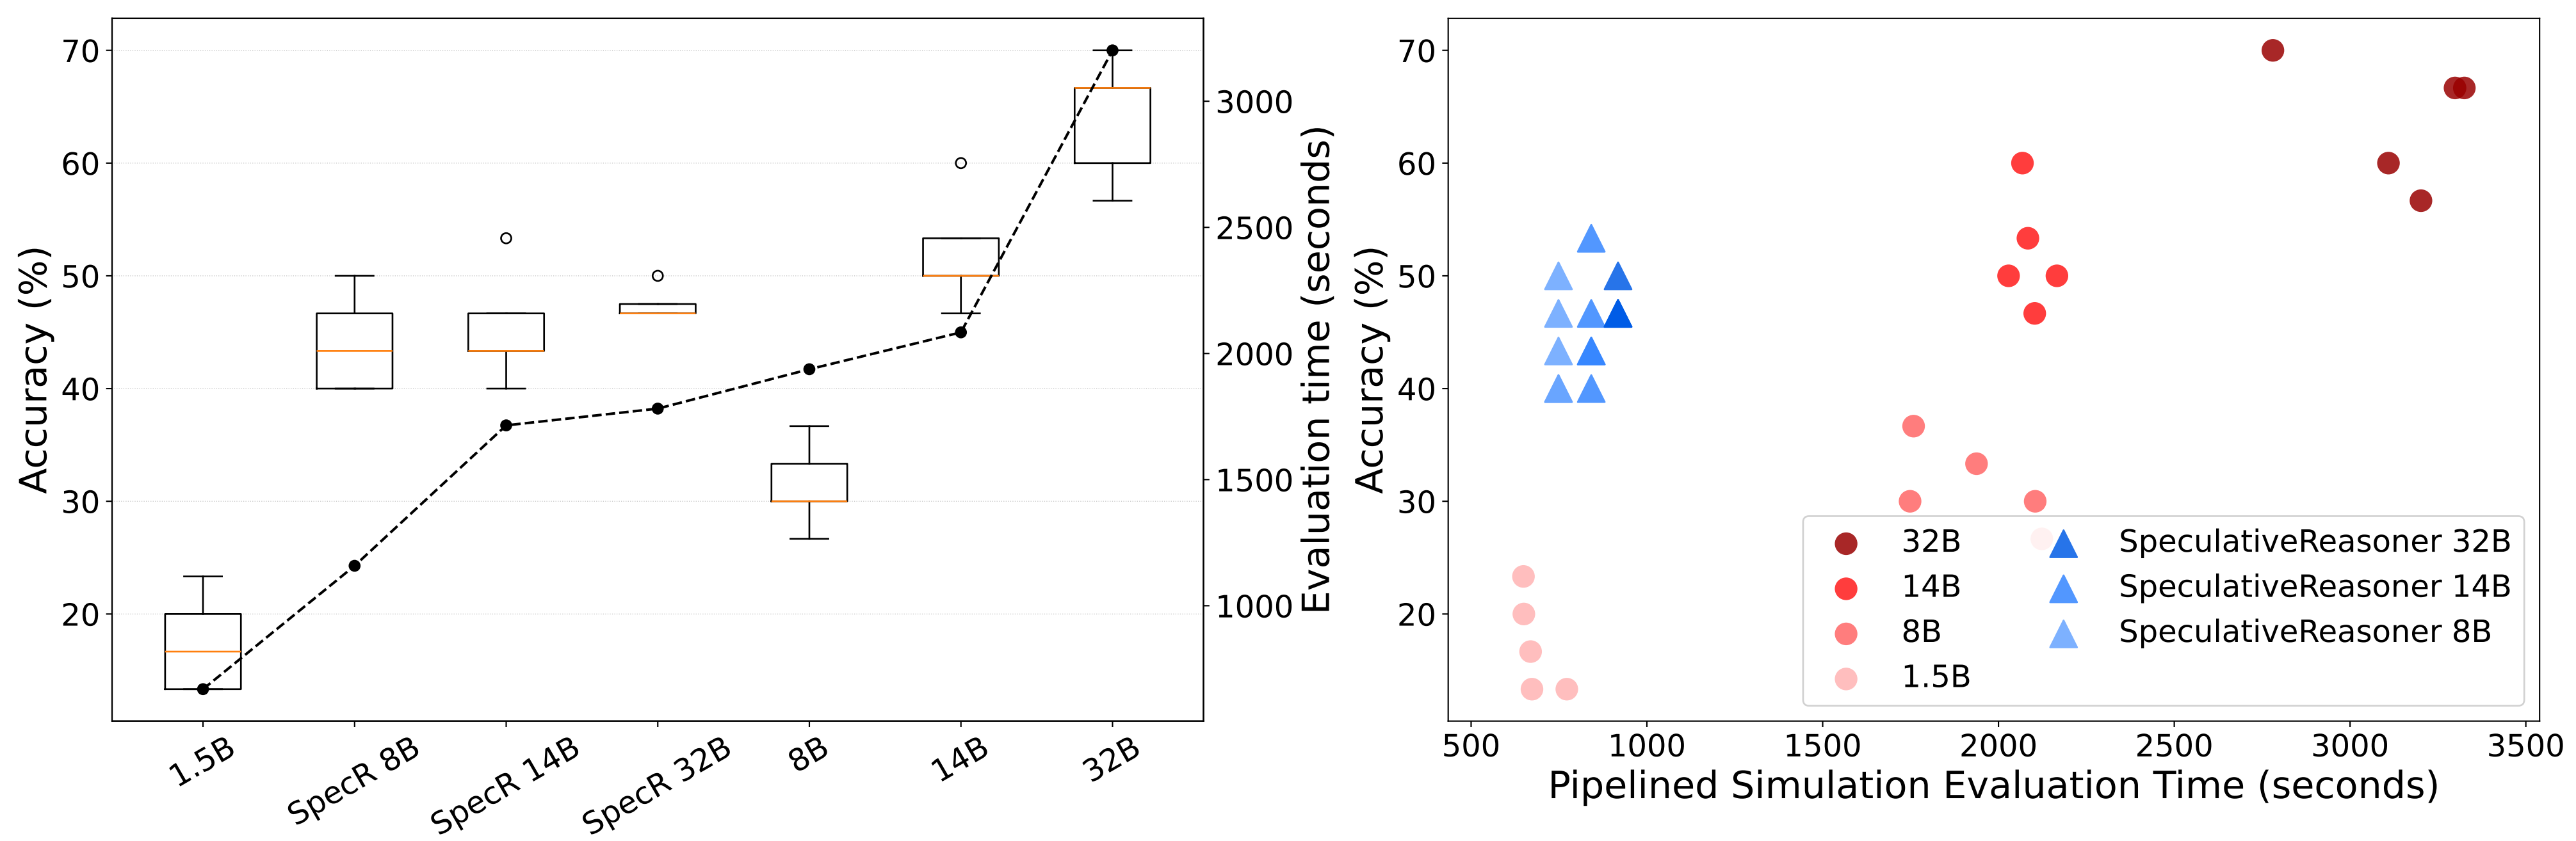 70
60
50
40
30
20
Accuracy (%)
3000
2500
2000
1500
1000
Evaluation time (seconds)
1.5B
SpecR 8B
SpecR 14B
SpecR 32B
8B
14B
32B
70
60
50
40
30
20
Accuracy (%)
32B
14B
8B
1.5B
SpeculativeReasoner 32B
SpeculativeReasoner 14B
SpeculativeReasoner 8B
500
1000
1500
2000
2500
3000
3500
Pipelined Simulation Evaluation Time (seconds)